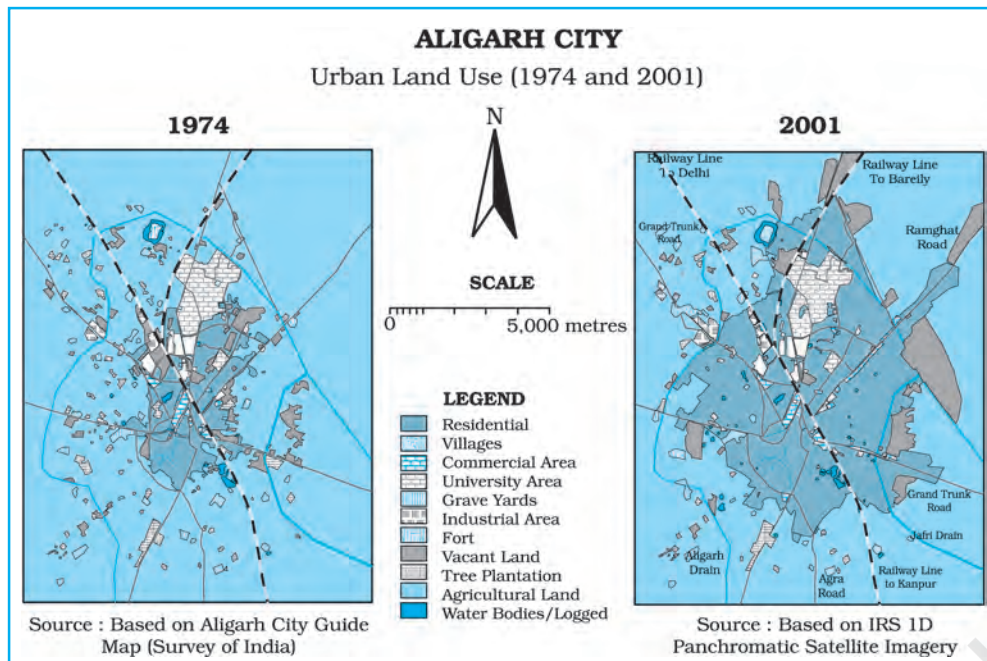 ALIGARH CITY
Urban Land Use (1974 and 2001)
1974
N
2001
SCALE
0
5,000 metres
LEGEND
Residential
Villages
Commercial Area
University Area
Grave Yards
Industrial Area
Fort
Vacant Land
Tree Plantation
Agricultural Land
Water Bodies/Logged
Railway Line
To Delhi
Railway Line
To Bareily
Grand Trunk
Road
Ramghat
Road
Grand Trunk
Road
Jafri Drain
Aligarh
Drain
Agra
Road
Railway Line
to Kanpur
Source : Based on Aligarh City Guide
Map (Survey of India)
Source : Based on IRS 1D
Panchromatic Satellite Imagery